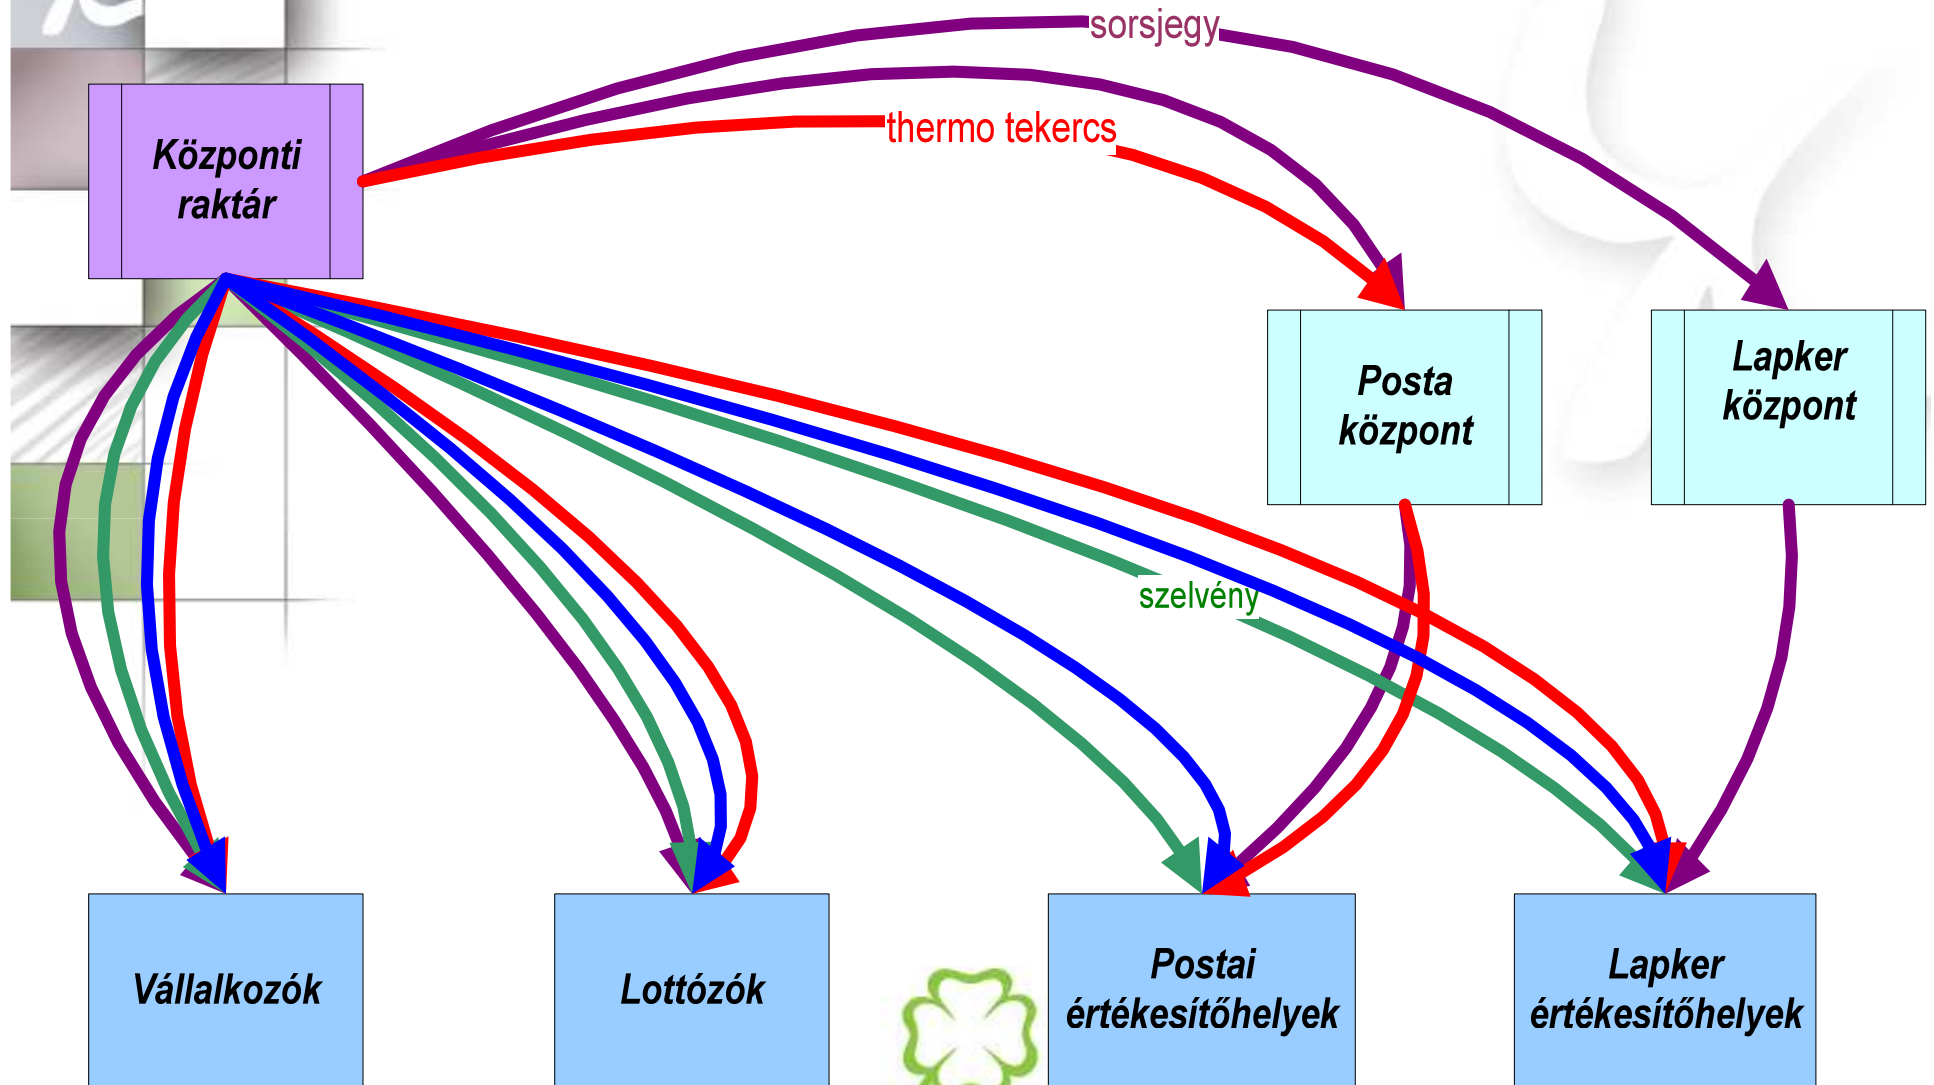 sorsjegy
thermo tekercs
Központi
raktár
Posta
központ
Lapker
központ
szelvény
Vállalkozók
Lottózók
Postai
értékesítőhelyek
Lapker
értékesítőhelyek